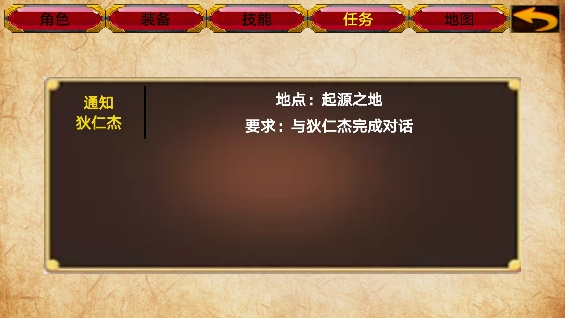 角色
装备
技能
任务
地图
通知
狄仁杰
地点：起源之地
要求：与狄仁杰完成对话